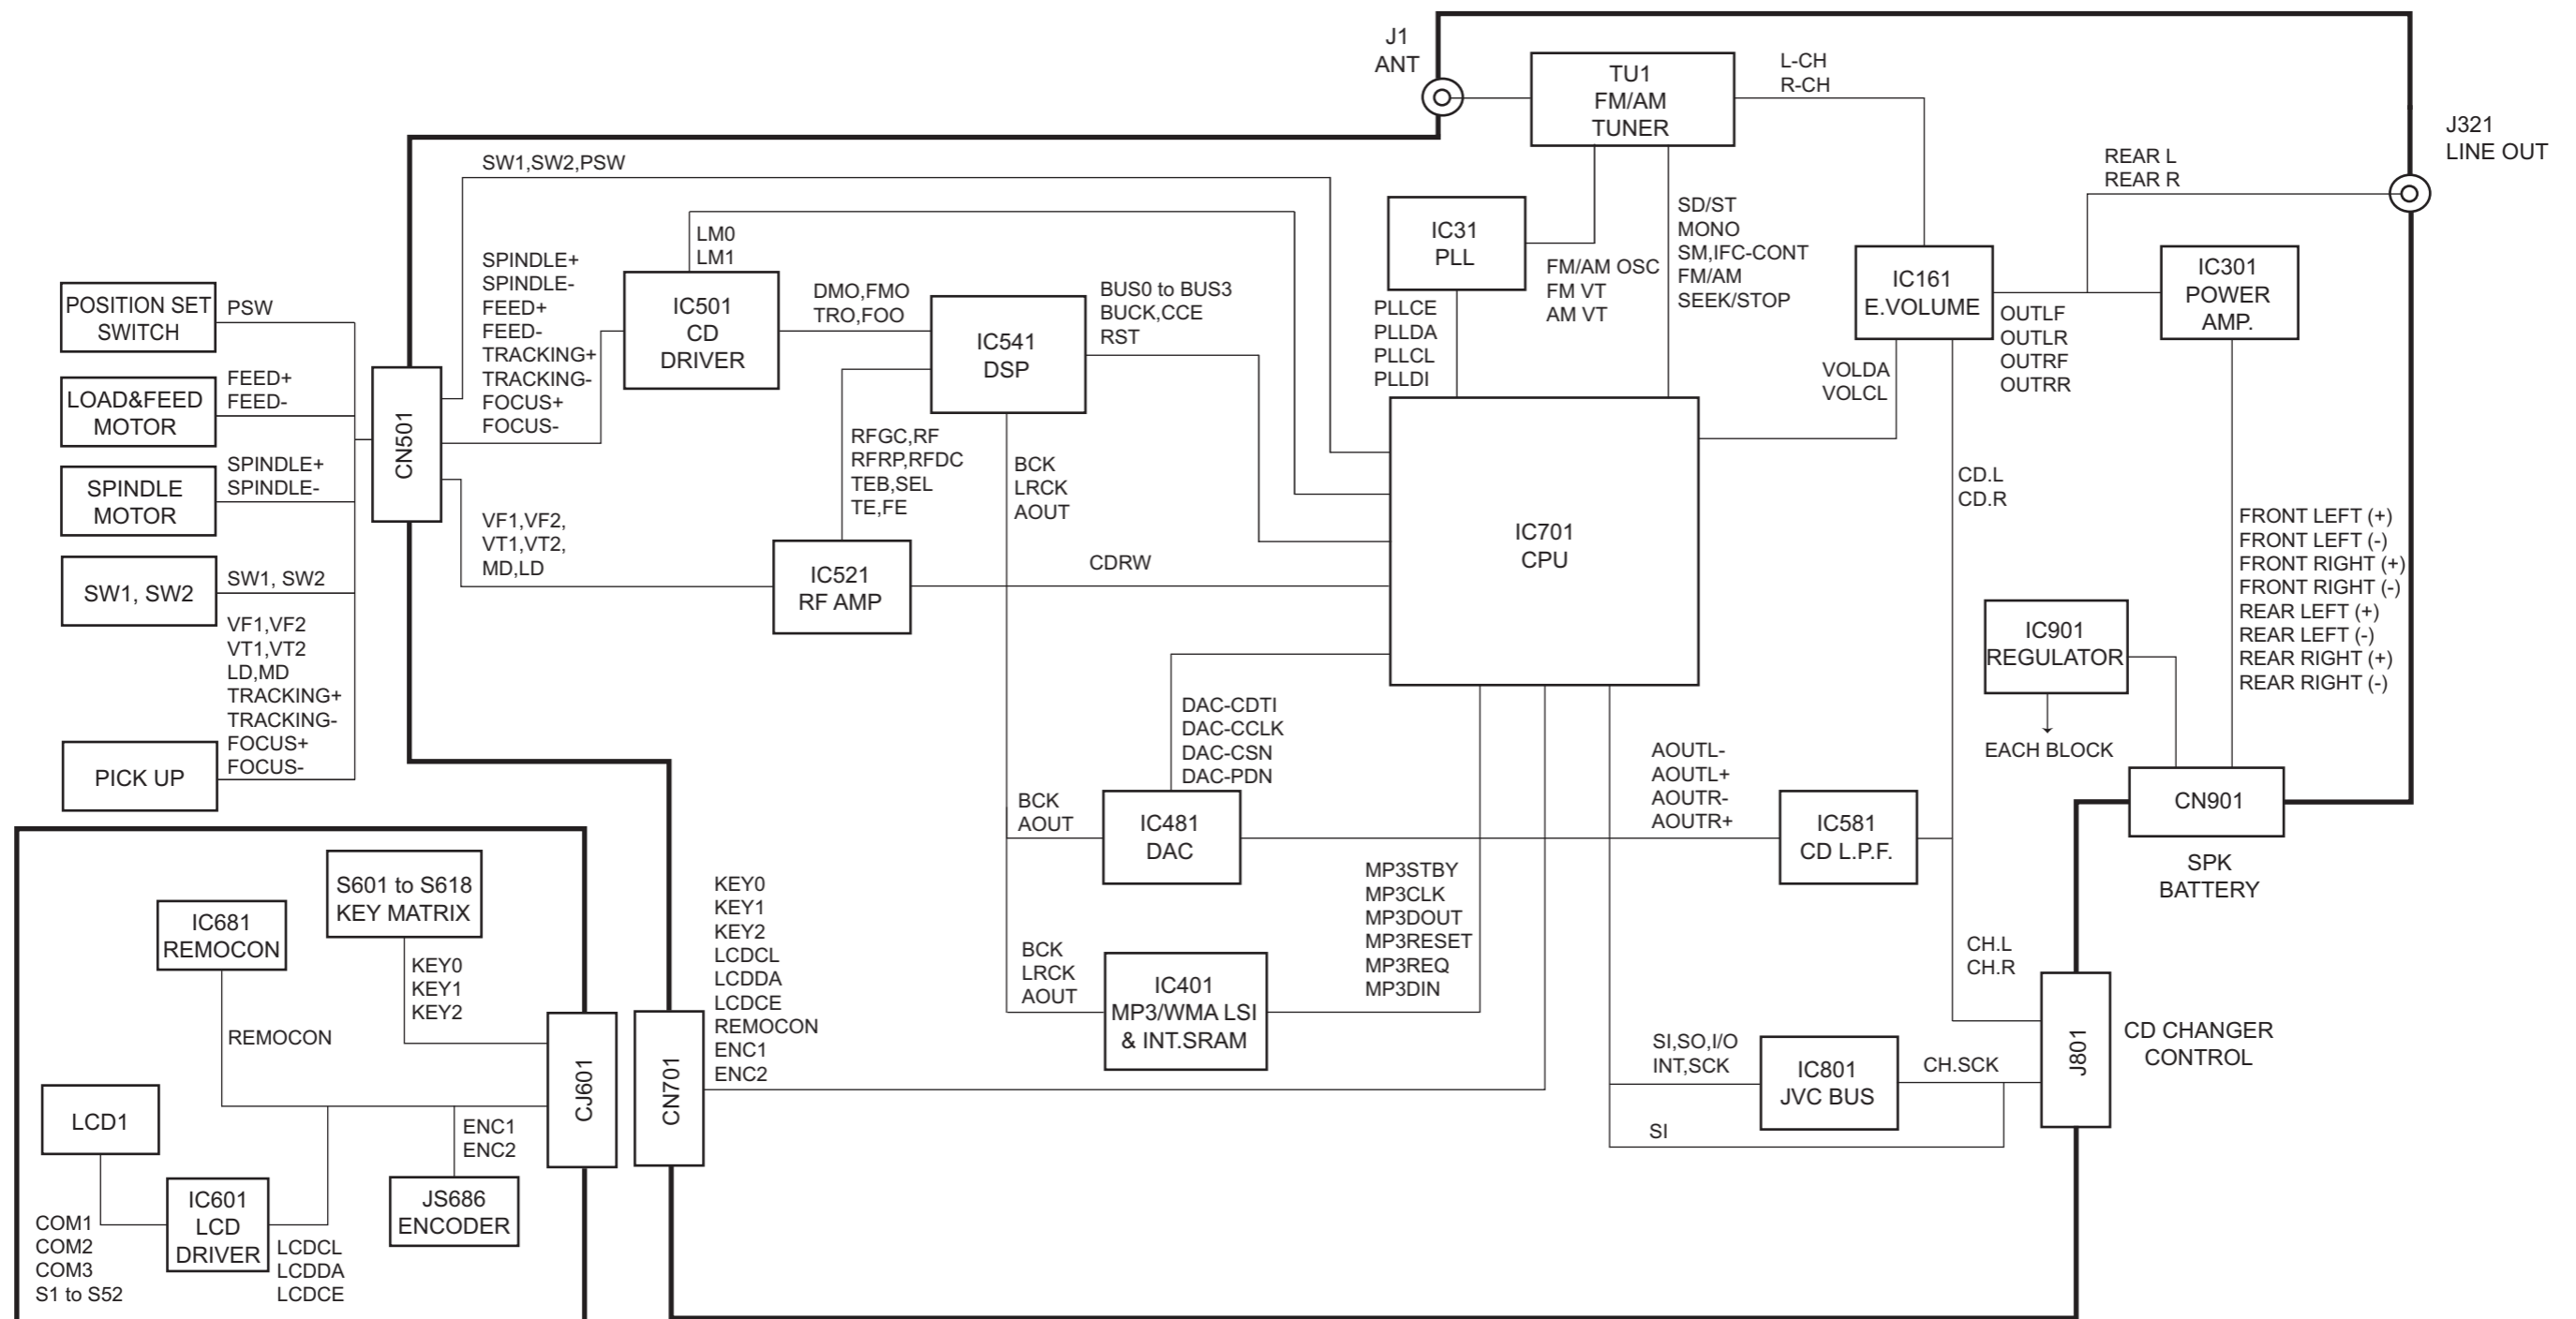 J1
ANT
TU1
FM/AM
TUNER
L-CH
R-CH
J321
LINE OUT
REAR L
REAR R
SW1,SW2,PSW
IC31
PLL
SD/ST
MONO
SM,IFC-CONT
FM/AM
SEEK/STOP
FM/AM OSC
FM VT
AM VT
PLLCE
PLLDA
PLLCL
PLLDI
IC161
E.VOLUME
IC301
POWER
AMP.
OUTLF
OUTLR
OUTRF
OUTRR
VOLDA
VOLCL
LM0
LM1
SPINDLE+
SPINDLE-
FEED+
FEED-
TRACKING+
TRACKING-
FOCUS+
FOCUS-
IC501
CD
DRIVER
DMO,FMO
TRO,FOO
IC541
DSP
BUS0 to BUS3
BUCK,CCE
RST
POSITION SET
SWITCH
PSW
LOAD&FEED
MOTOR
FEED+
FEED-
SPINDLE
MOTOR
SPINDLE+
SPINDLE-
SW1, SW2
SW1, SW2
VF1,VF2
VT1,VT2
LD,MD
TRACKING+
TRACKING-
FOCUS+
FOCUS-
PICK UP
CN501
VF1,VF2,
VT1,VT2,
MD,LD
RFGC,RF
RFRP,RFDC
TEB,SEL
TE,FE
BCK
LRCK
AOUT
IC521
RF AMP
CDRW
IC701
CPU
CD.L
CD.R
FRONT LEFT (+)
FRONT LEFT (-)
FRONT RIGHT (+)
FRONT RIGHT (-)
REAR LEFT (+)
REAR LEFT (-)
REAR RIGHT (+)
REAR RIGHT (-)
IC901
REGULATOR
EACH BLOCK
CN901
SPK
BATTERY
DAC-CDTI
DAC-CCLK
DAC-CSN
DAC-PDN
BCK
AOUT
IC481
DAC
AOUTL-
AOUTL+
AOUTR-
AOUTR+
IC581
CD L.P.F.
MP3STBY
MP3CLK
MP3DOUT
MP3RESET
MP3REQ
MP3DIN
BCK
LRCK
AOUT
IC401
MP3/WMA LSI
& INT.SRAM
CH.L
CH.R
SI,SO,I/O
INT,SCK
IC801
JVC BUS
CH.SCK
SI
J801
CD CHANGER
CONTROL
S601 to S618
KEY MATRIX
IC681
REMOCON
KEY0
KEY1
KEY2
REMOCON
LCD1
CJ601
CN701
KEY0
KEY1
KEY2
LCDCL
LCDDA
LCDCE
REMOCON
ENC1
ENC2
ENC1
ENC2
JS686
ENCODER
IC601
LCD
DRIVER
COM1
COM2
COM3
S1 to S52
LCDCL
LCDDA
LCDCE